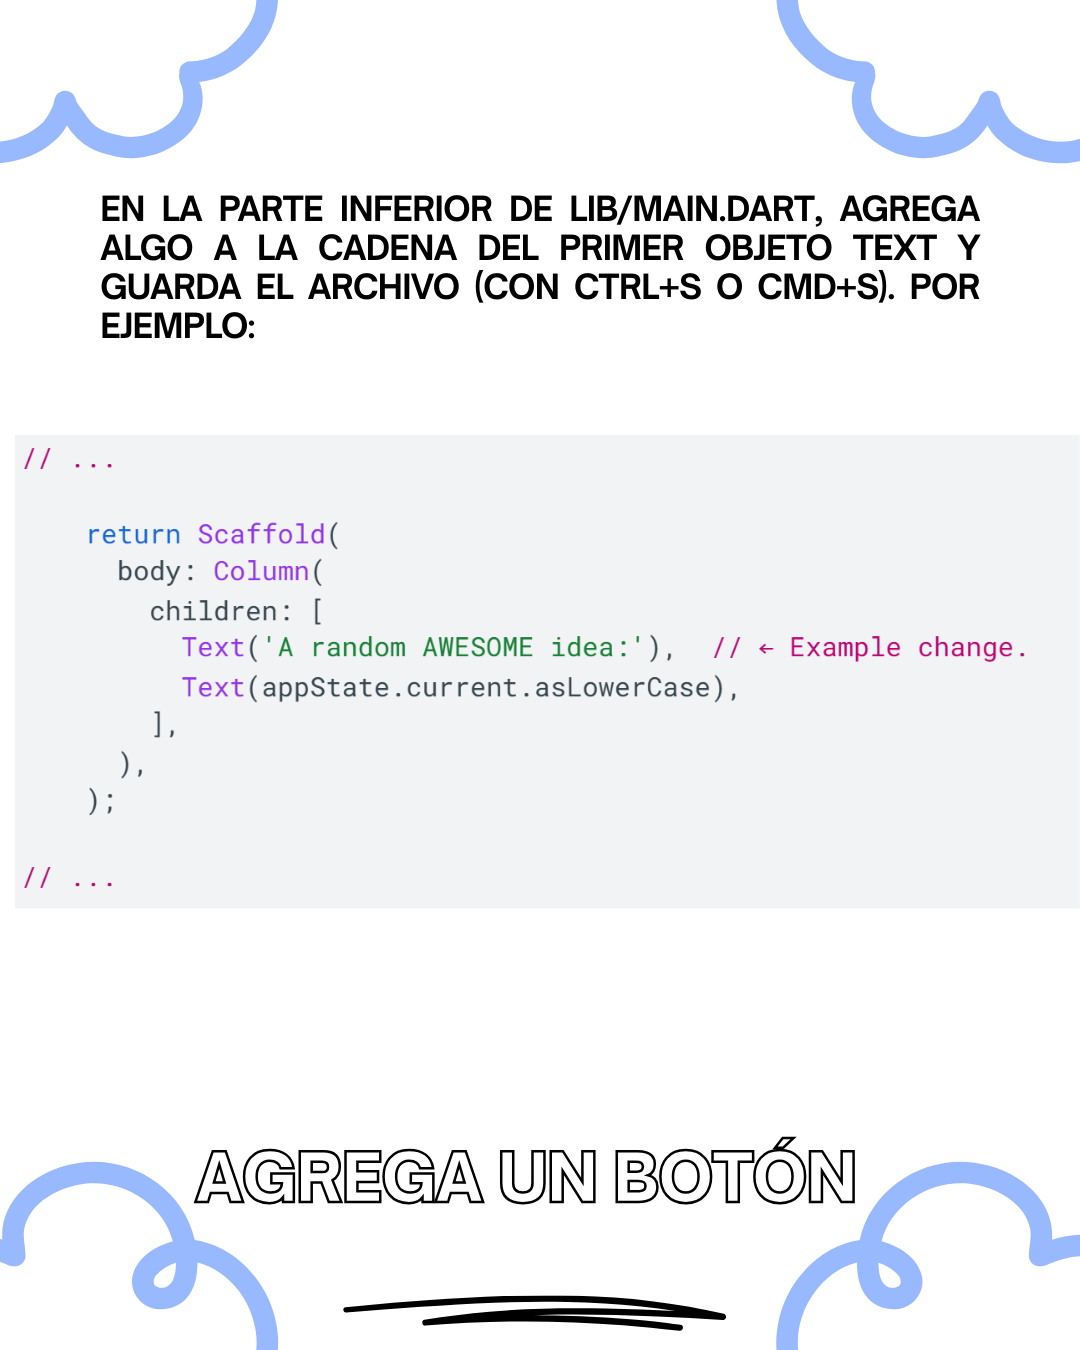 EN LA PARTE INFERIOR DE LIB/MAIN.DART, AGREGA
ALGO A LA CADENA DEL PRIMER OBJETO TEXT Y
GUARDA EL ARCHIVO (CON CTRL+S O CMD+S). POR
EJEMPLO:
// ...
return Scaffold(
body: Column(
children: [
Text('A random AWESOME idea:'),  // ← Example change.
Text(appState.current.asLowerCase),
],
),
);
// ...
AGREGA UN BOTÓN